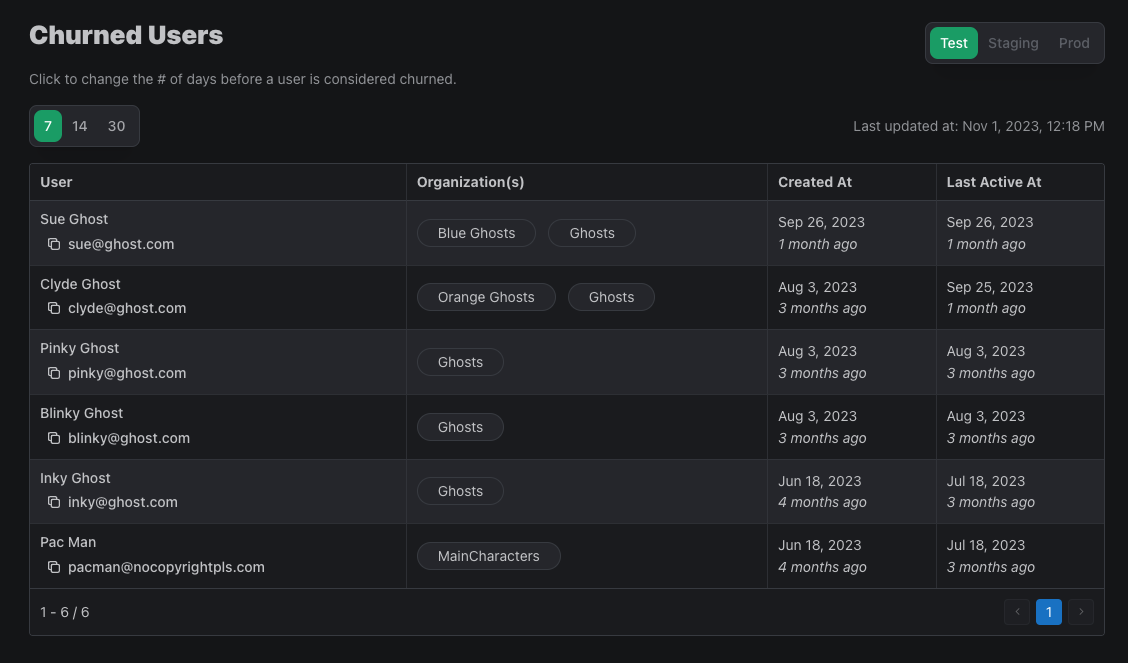 Churned Users
Test Staging Prod
Click to change the # of days before a user is considered churned.
7 14 30
Last updated at: Nov 1, 2023, 12:18 PM
User Organization(s) Created At Last Active At
Sue Ghost
sue@ghost.com
Blue Ghosts Ghosts
Sep 26, 2023
1 month ago
Sep 26, 2023
1 month ago
Clyde Ghost
clyde@ghost.com
Orange Ghosts Ghosts
Aug 3, 2023
3 months ago
Sep 25, 2023
1 month ago
Pinky Ghost
pinky@ghost.com
Ghosts
Aug 3, 2023
3 months ago
Aug 3, 2023
3 months ago
Blinky Ghost
blinky@ghost.com
Ghosts
Aug 3, 2023
3 months ago
Aug 3, 2023
3 months ago
Inky Ghost
inky@ghost.com
Ghosts
Jun 18, 2023
4 months ago
Jul 18, 2023
3 months ago
Pac Man
pacman@nocopyrightpls.com
MainCharacters
Jun 18, 2023
4 months ago
Jul 18, 2023
3 months ago
1 - 6 / 6
1